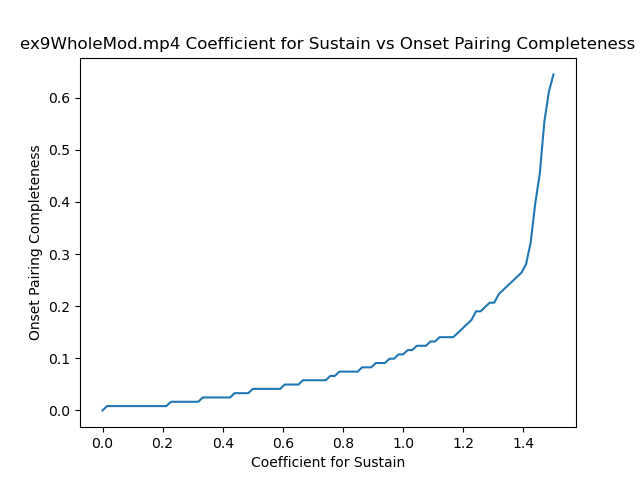 ex9WholeMod.mp4 Coefficient for Sustain vs Onset Pairing Completeness
Onset Pairing Completeness
0.6
0.5
0.4
0.3
0.2
0.1
0.0
0.0 0.2 0.4 0.6 0.8 1.0 1.2 1.4
Coefficient for Sustain